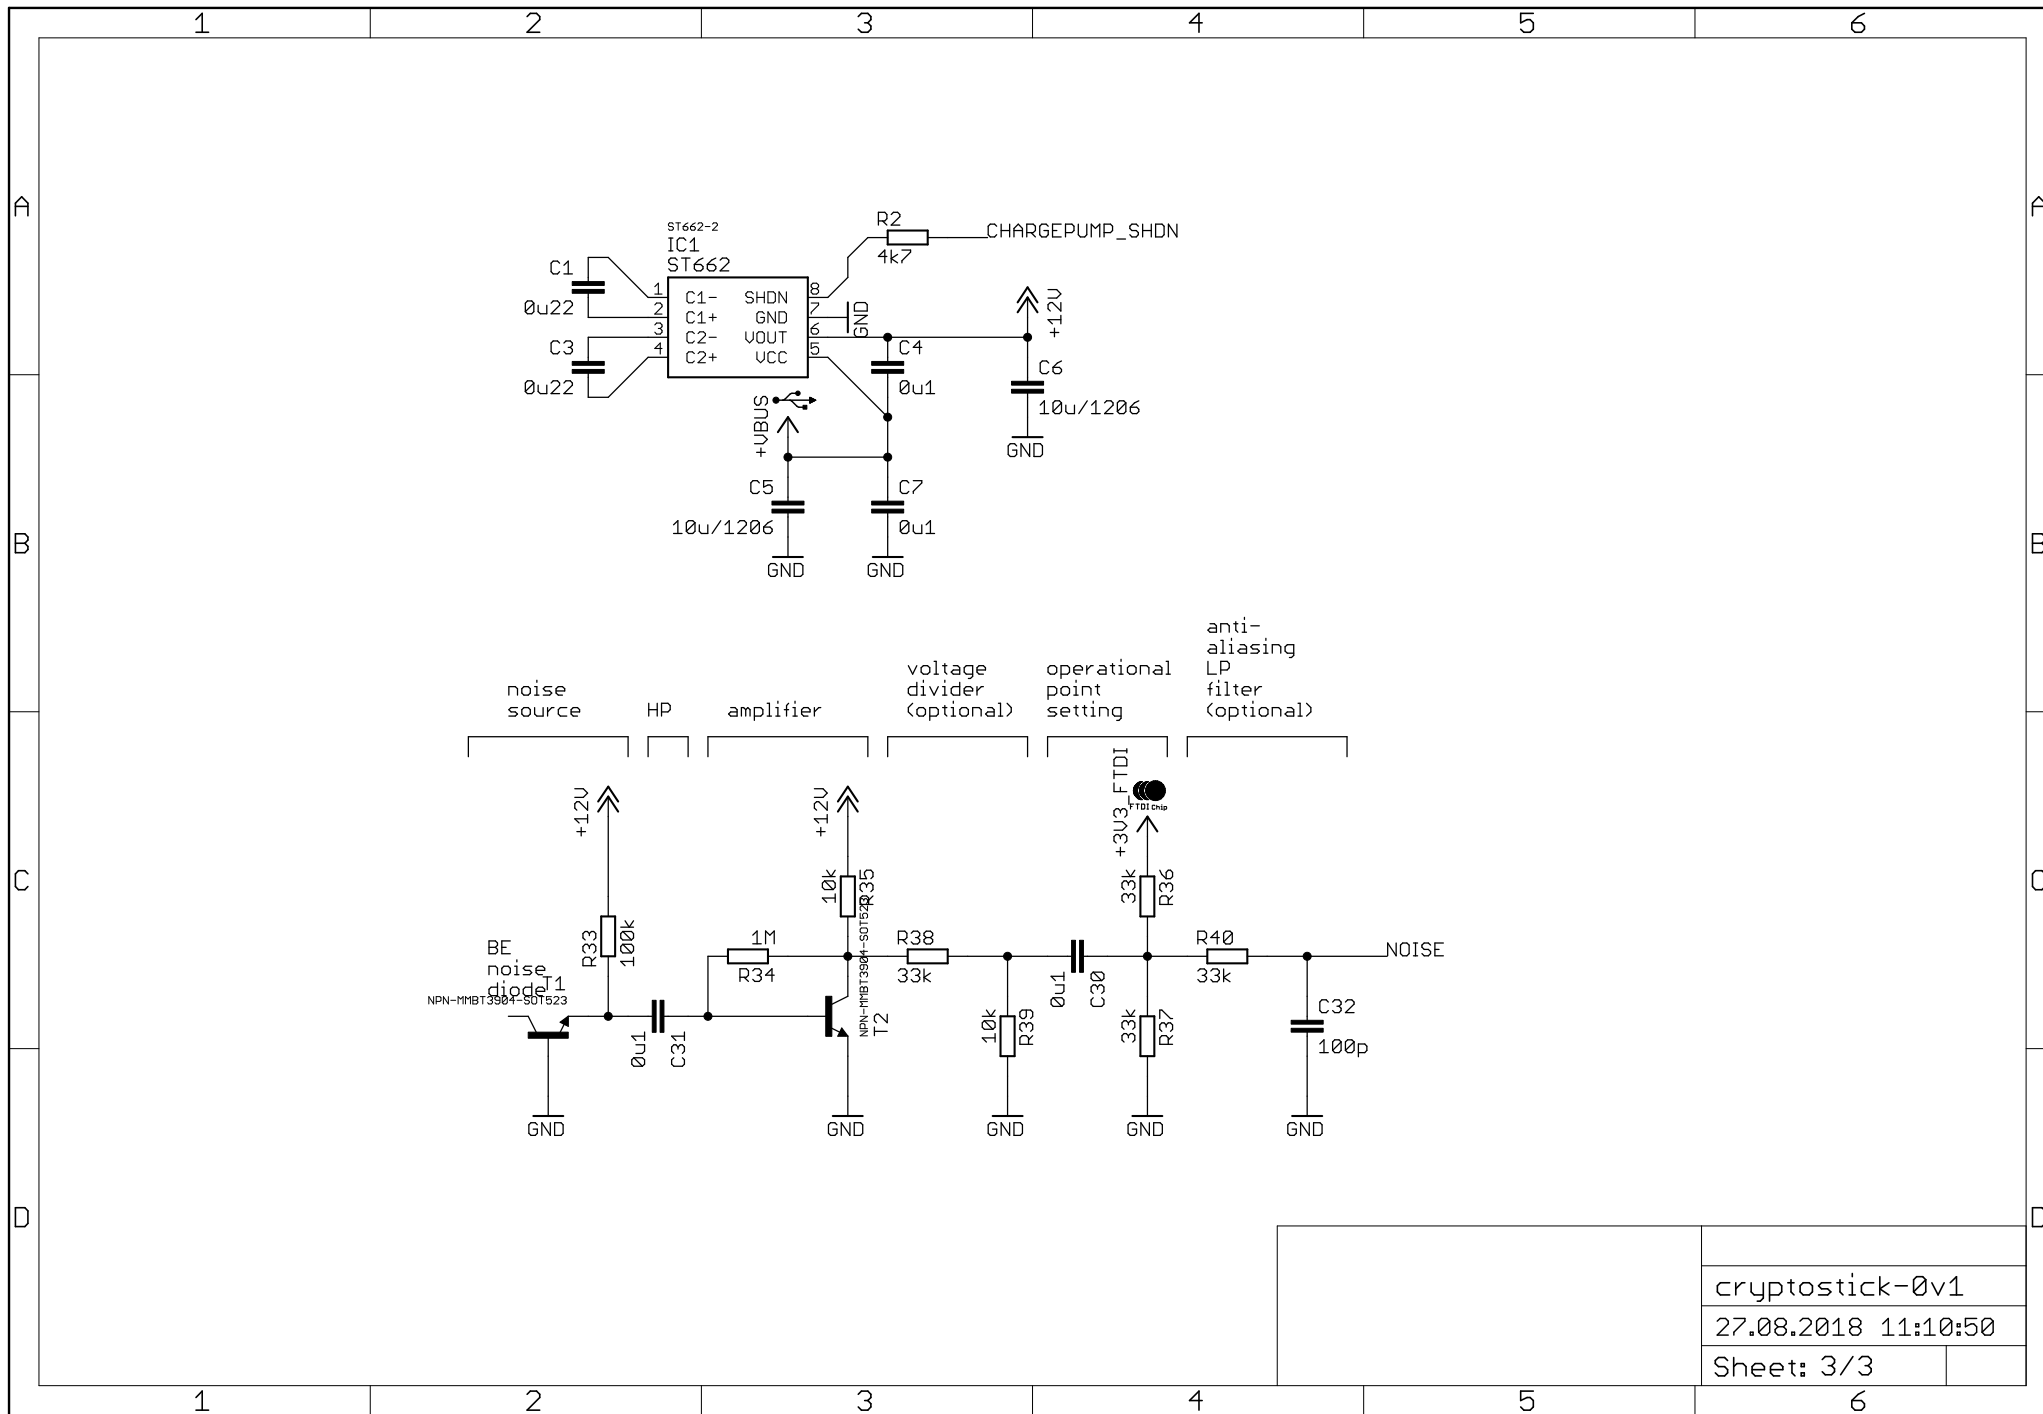 1 2 3 4 5 6
A A
ST662-2
IC1
ST662
R2
4k7
CHARGEPUMP_SHDN
C1
0u22
C3
0u22
1 C1- SHDN 8
2 C1+ GND 7
3 C2- VOUT 6
4 C2+ VCC 5
GND
+12V
C4
0u1
C6
10u/1206
GND
+VBUS
C5
10u/1206
GND
C7
0u1
GND
B B
noise
source
HP
amplifier
voltage
divider
(optional)
operational
point
setting
anti-
aliasing
LP
filter
(optional)
C C
+12V
+12V
+3V3_FTDI
FTDI Chip
R33
100k
BE
noise
diode
T1
NPN-MMBT3904-SOT523
GND
0u1
C31
1M
R34
10k
R35
NPN-MMBT3904-SOT523
T2
GND
R38
33k
10k
R39
GND
0u1
C30
33k
R36
33k
R37
GND
R40
33k
NOISE
C32
100p
GND
D D
cryptostick-0v1
27.08.2018 11:10:50
Sheet: 3/3
1 2 3 4 5 6